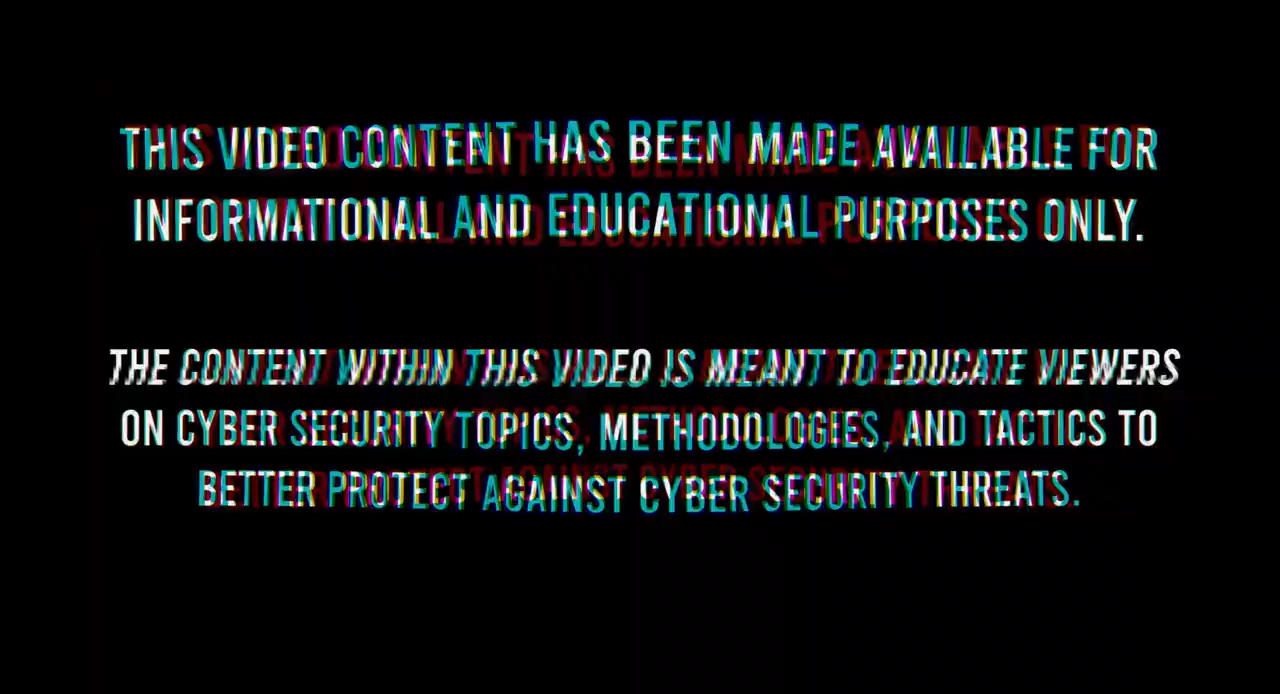 THIS VIDEO CONTENT HAS BEEN MADE AVAILABLE FOR
INFORMATIONAL AND EDUCATIONAL PURPOSES ONLY.
THE CONTENT WITHIN THIS VIDEO IS MEANT TO EDUCATE VIEWERS
ON CYBER SECURITY TOPICS, METHODOLOGIES, AND TACTICS TO
BETTER PROTECT AGAINST CYBER SECURITY THREATS.